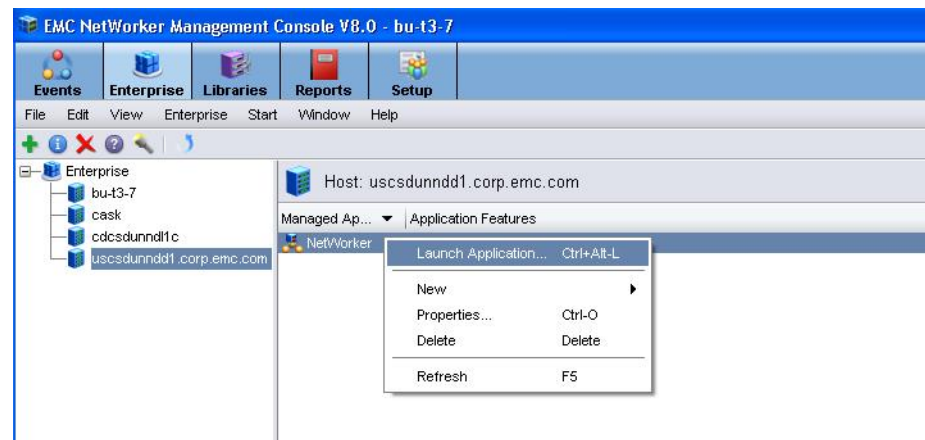 EMC NetWorker Management Console V8.0 - bu-t3-7
Events Enterprise Libraries Reports Setup
File Edit View Enterprise Start Window Help
Enterprise
bu-t3-7
cask
cdcsdunndl1c
uscsdunndd1.corp.emc.com
Host: uscsdunndd1.corp.emc.com
Managed Ap... Application Features
NetWorker
Launch Application... Ctrl+Alt-L
New
Properties... Ctrl-O
Delete Delete
Refresh F5